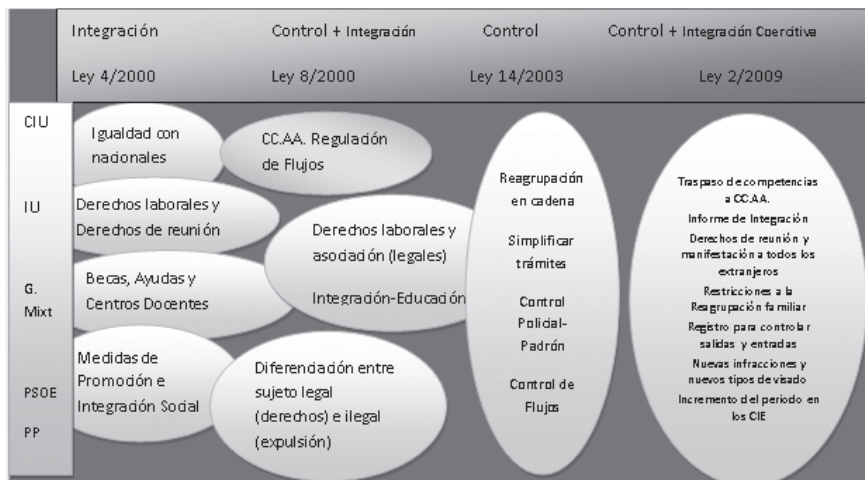 Integración
Control + Integración
Control
Control + Integración Coercitiva
Ley 4/2000
Ley 8/2000
Ley 14/2003
Ley 2/2009
CIU
IU
G.
Mixt
PSOE
PP
Igualdad con
nacionales
Derechos laborales y
Derechos de reunión
Becas, Ayudas y
Centros Docentes
Medidas de
Promoción e
Integración Social
CC.AA. Regulación
de Flujos
Derechos laborales y
asociación (legales)
Integración-Educación
Diferenciación entre
sujeto legal
(derechos) e ilegal
(expulsión)
Reagrupación
en cadena
Simplificar
trámites
Control
Policial-
Padrón
Control de
Flujos
Traspaso de competencias
a CC.AA.
Informe de Integración
Derechos de reunión y
manifestación a todos los
extranjeros
Restricciones a la
Reagrupación familiar
Registro para controlar
salidas y entradas
Nuevas infracciones y
nuevos tipos de visado
Incremento del periodo en
los CIE